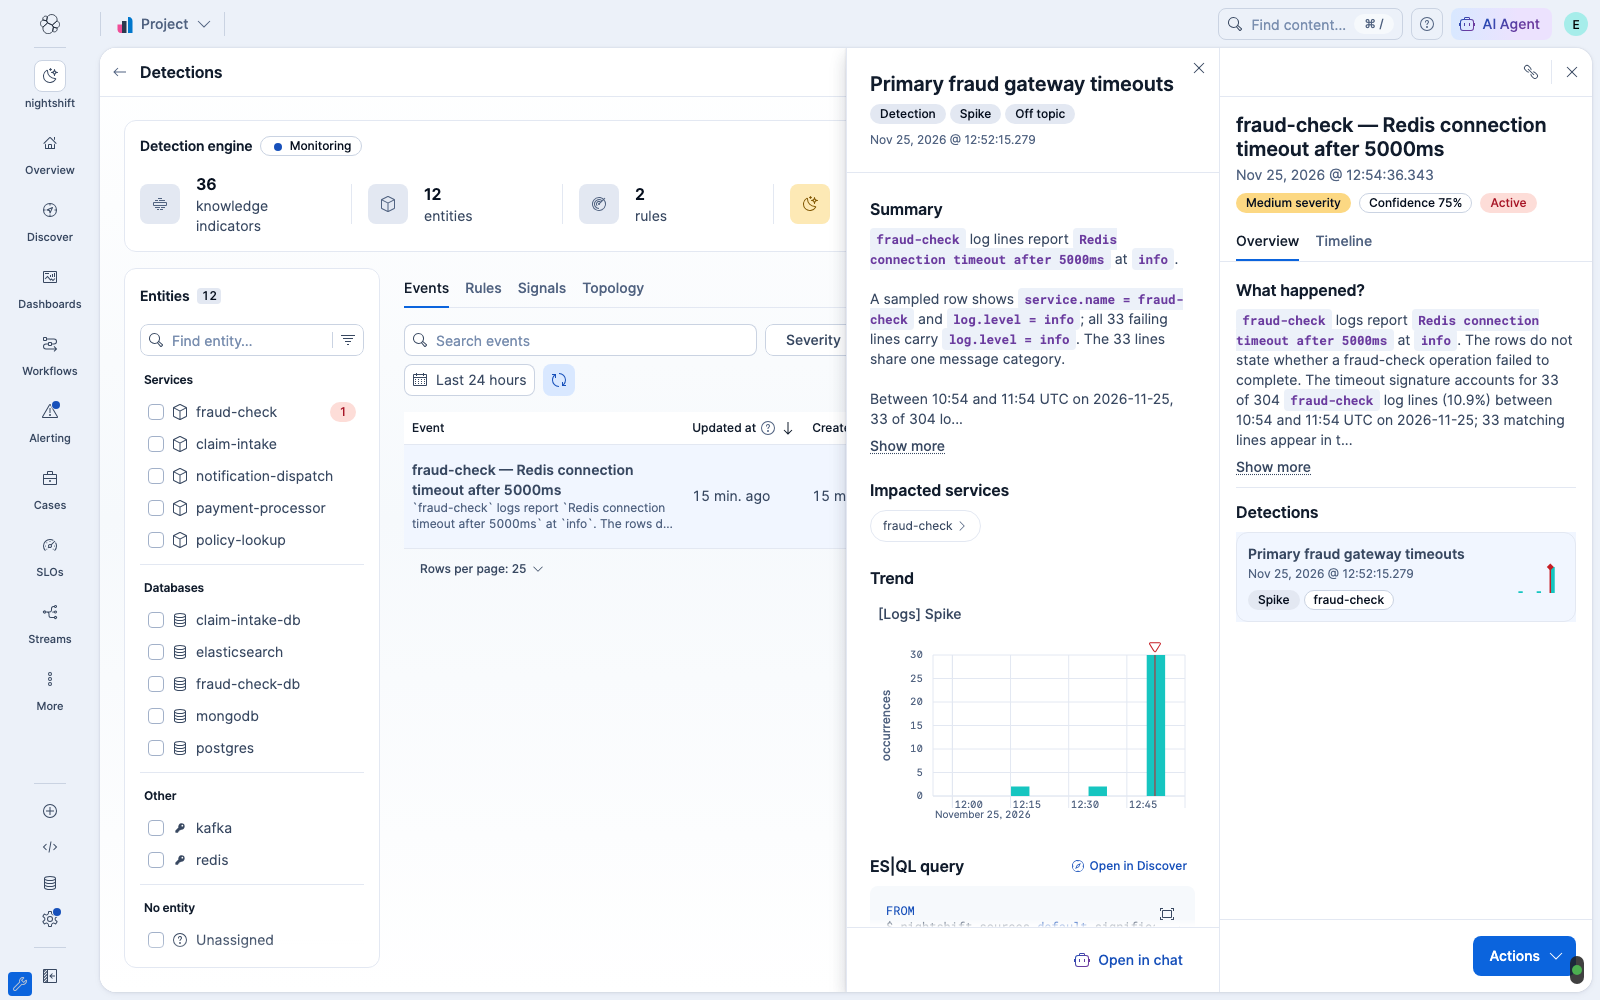 Project
Find content...
⌘ /
AI Agent
E
nightshift
Overview
Discover
Dashboards
Workflows
Alerting
Cases
SLOs
Streams
More
Detections
Detection engine
Monitoring
36
knowledge
indicators
12
entities
2
rules
Entities 12
Find entity...
Services
fraud-check
1
claim-intake
notification-dispatch
payment-processor
policy-lookup
Databases
claim-intake-db
elasticsearch
fraud-check-db
mongodb
postgres
Other
kafka
redis
No entity
Unassigned
Events Rules Signals Topology
Search events
Severity
Last 24 hours
Event
Updated at
fraud-check — Redis connection
timeout after 5000ms
`fraud-check` logs report `Redis connection
timeout after 5000ms` at `info`. The rows d...
15 min. ago
15 m
Rows per page: 25
Primary fraud gateway timeouts
Detection Spike Off topic
Nov 25, 2026 @ 12:52:15.279
Summary
fraud-check log lines report Redis
connection timeout after 5000ms at info .
A sampled row shows service.name = fraud-
check and log.level = info ; all 33 failing
lines carry log.level = info . The 33 lines
share one message category.
Between 10:54 and 11:54 UTC on 2026-11-25,
33 of 304 lo...
Show more
Impacted services
fraud-check
Trend
[Logs] Spike
occurrences
30
25
20
15
10
5
0
12:00 12:15 12:30 12:45
November 25, 2026
ES|QL query
Open in Discover
FROM
Open in chat
fraud-check — Redis connection
timeout after 5000ms
Nov 25, 2026 @ 12:54:36.343
Medium severity Confidence 75% Active
Overview Timeline
What happened?
fraud-check logs report Redis connection
timeout after 5000ms at info . The rows do not
state whether a fraud-check operation failed to
complete. The timeout signature accounts for 33
of 304 fraud-check log lines (10.9%) between
10:54 and 11:54 UTC on 2026-11-25; 33 matching
lines appear in t...
Show more
Detections
Primary fraud gateway timeouts
Nov 25, 2026 @ 12:52:15.279
Spike fraud-check
Actions